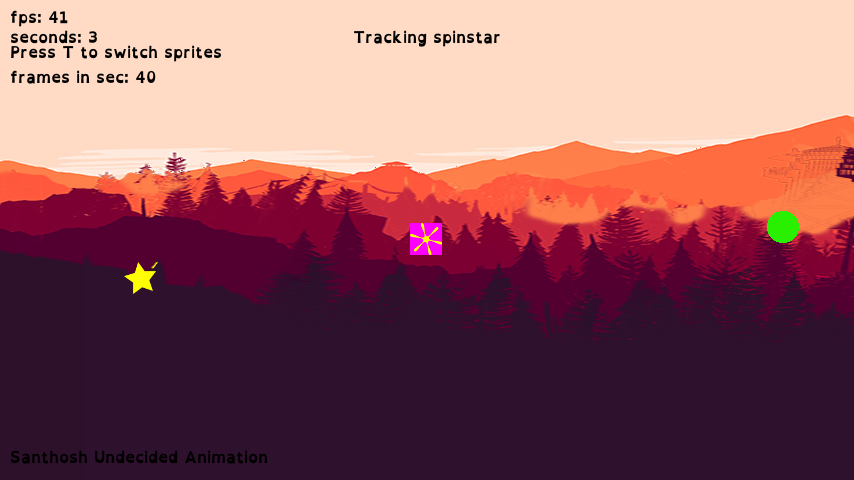 fps: 41
seconds: 3
Press T to switch sprites
Tracking spinstar
frames in sec: 40
Santhosh Undecided Animation